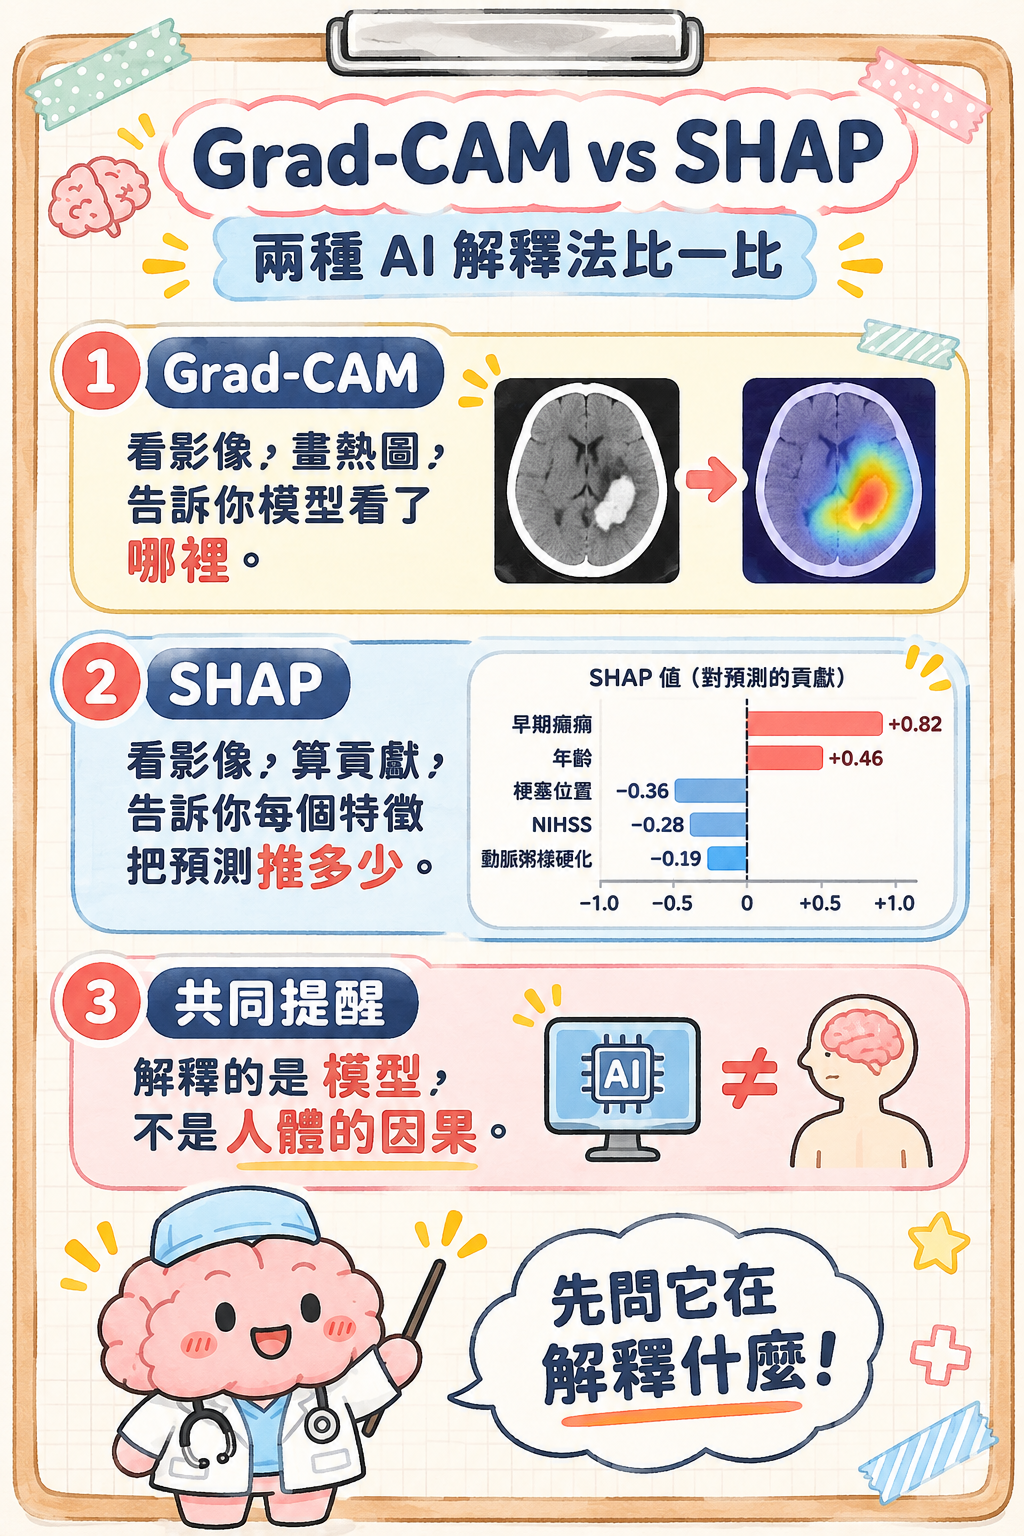 Grad-CAM vs SHAP
兩種 AI 解釋法比一比
1 Grad-CAM
看影像，畫熱圖，
告訴你模型看了
哪裡。
2 SHAP
看影像，算貢獻，
告訴你每個特徵
把預測推多少。
SHAP 值（對預測的貢獻）
早期癲癇 +0.82
年齡 +0.46
梗塞位置 −0.36
NIHSS −0.28
動脈粥樣硬化 −0.19
−1.0 −0.5 0 +0.5 +1.0
3 共同提醒
解釋的是 模型，
不是人體的因果。
AI ≠
先問它在
解釋什麼！